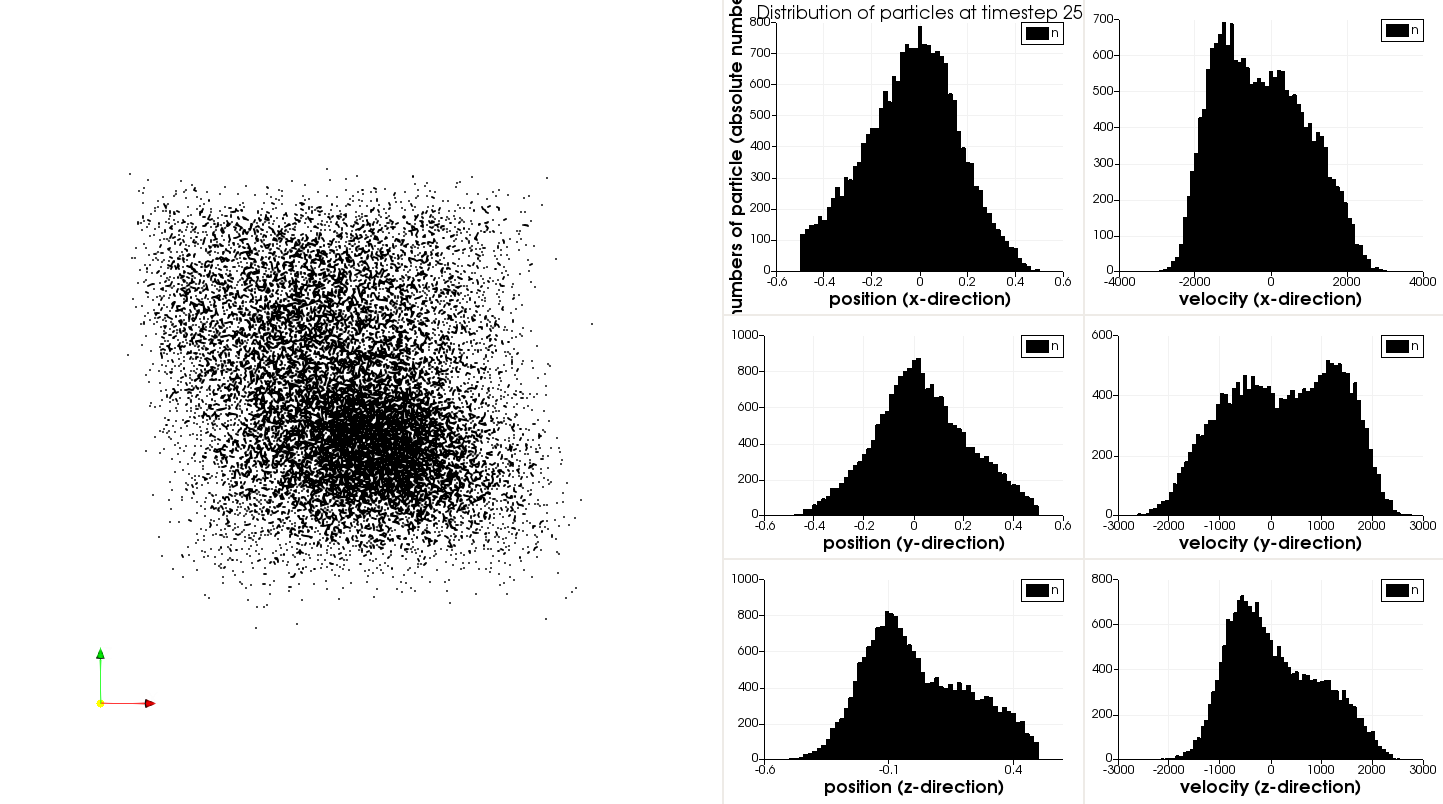 Distribution of particles at timestep 25
numbers of particle (absolute numbe
800
700
600
500
400
300
200
100
0
-0.6 -0.4 -0.2 0 0.2 0.4 0.6
position (x-direction)
n
700
600
500
400
300
200
100
0
-4000 -2000 0 2000 4000
velocity (x-direction)
n
1000
800
600
400
200
0
-0.6 -0.4 -0.2 0 0.2 0.4 0.6
position (y-direction)
n
600
400
200
0
-3000 -2000 -1000 0 1000 2000 3000
velocity (y-direction)
n
1000
800
600
400
200
0
-0.6 -0.1 0.4
position (z-direction)
n
800
600
400
200
0
-3000 -2000 -1000 0 1000 2000 3000
velocity (z-direction)
n